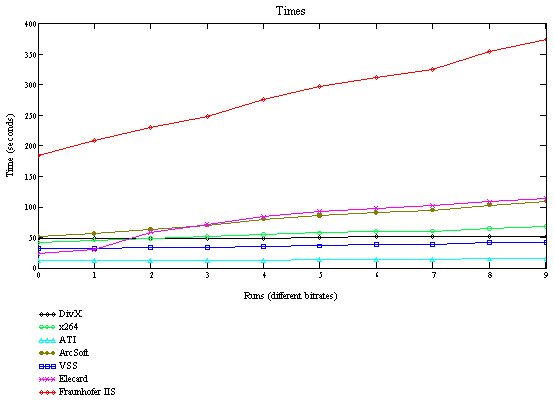 Times
400
350
300
250
200
150
100
50
0
Time (seconds)
0 1 2 3 4 5 6 7 8 9
Runs (different bitrates)
DivX
x264
ATI
ArcSoft
VSS
Elecard
Fraunhofer IIS